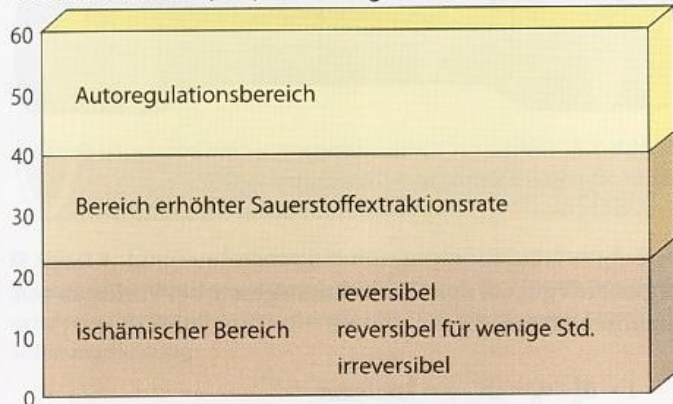 60
50
Autoregulationsbereich
40
30
Bereich erhöhter Sauerstoffextraktionsrate
20
reversibel
ischämischer Bereich
reversibel für wenige Std.
10
irreversibel
0